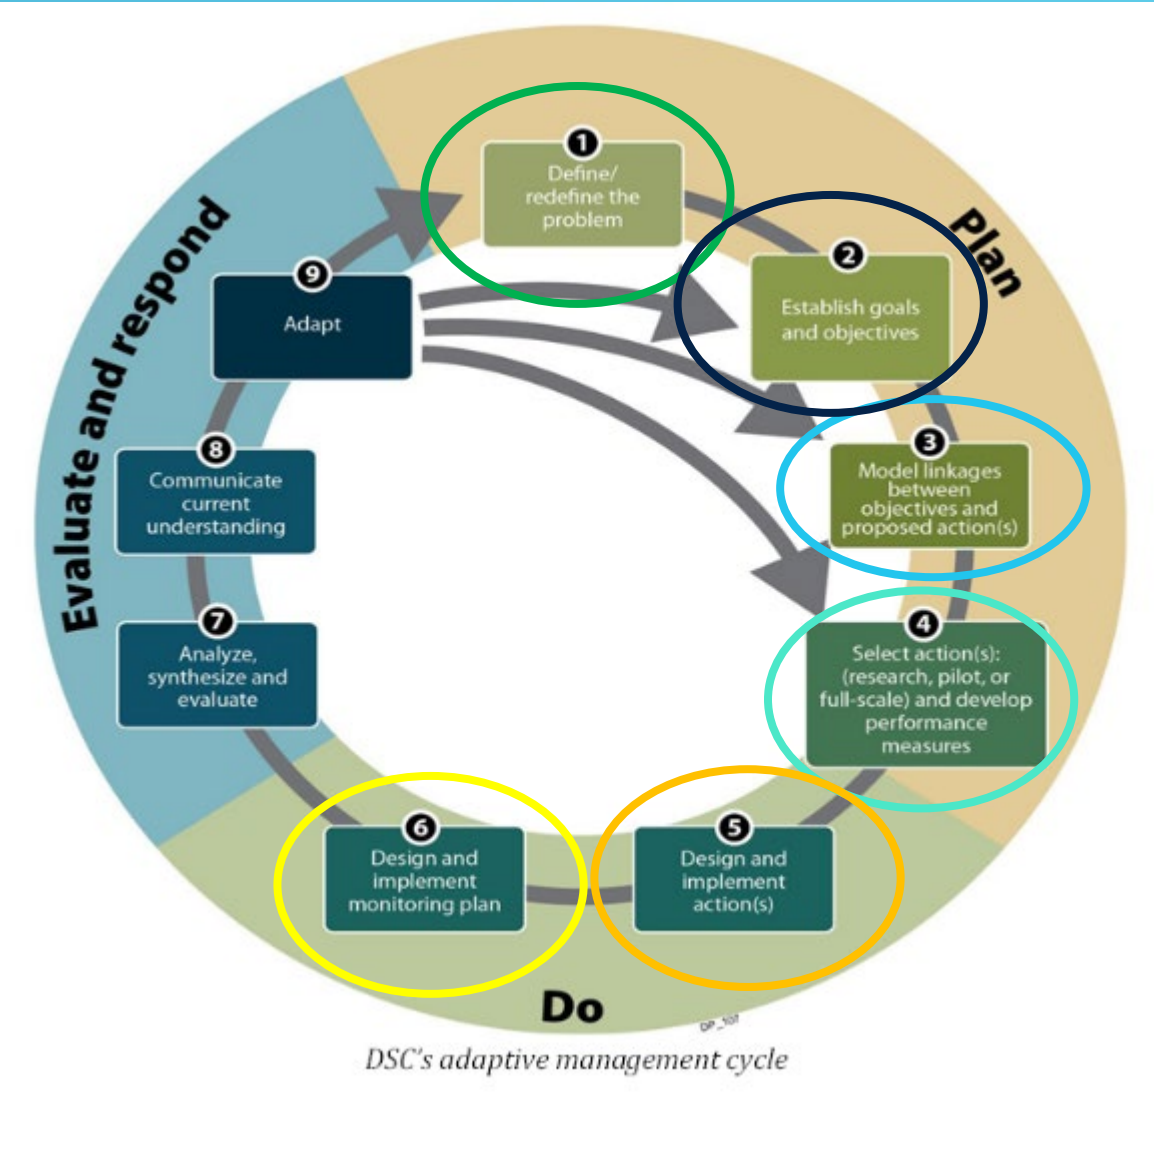 Plan
1
Define/
redefine the
problem
2
Establish goals
and objectives
3
Model linkages
between
objectives and
proposed action(s)
4
Select action(s):
(research, pilot, or
full-scale) and develop
performance
measures
Do
5
Design and
implement
action(s)
6
Design and
implement
monitoring plan
Evaluate and respond
7
Analyze,
synthesize and
evaluate
8
Communicate
current
understanding
9
Adapt
DP_107
DSC's adaptive management cycle